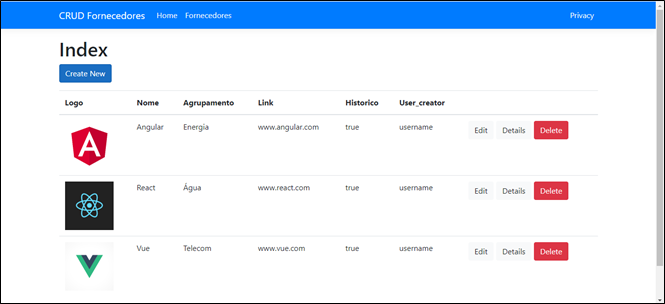 CRUD Fornecedores Home Fornecedores Privacy
Index
Create New
Logo Nome Agrupamento Link Historico User_creator
Angular Energia www.angular.com true username Edit Details Delete
React Água www.react.com true username Edit Details Delete
Vue Telecom www.vue.com true username Edit Details Delete